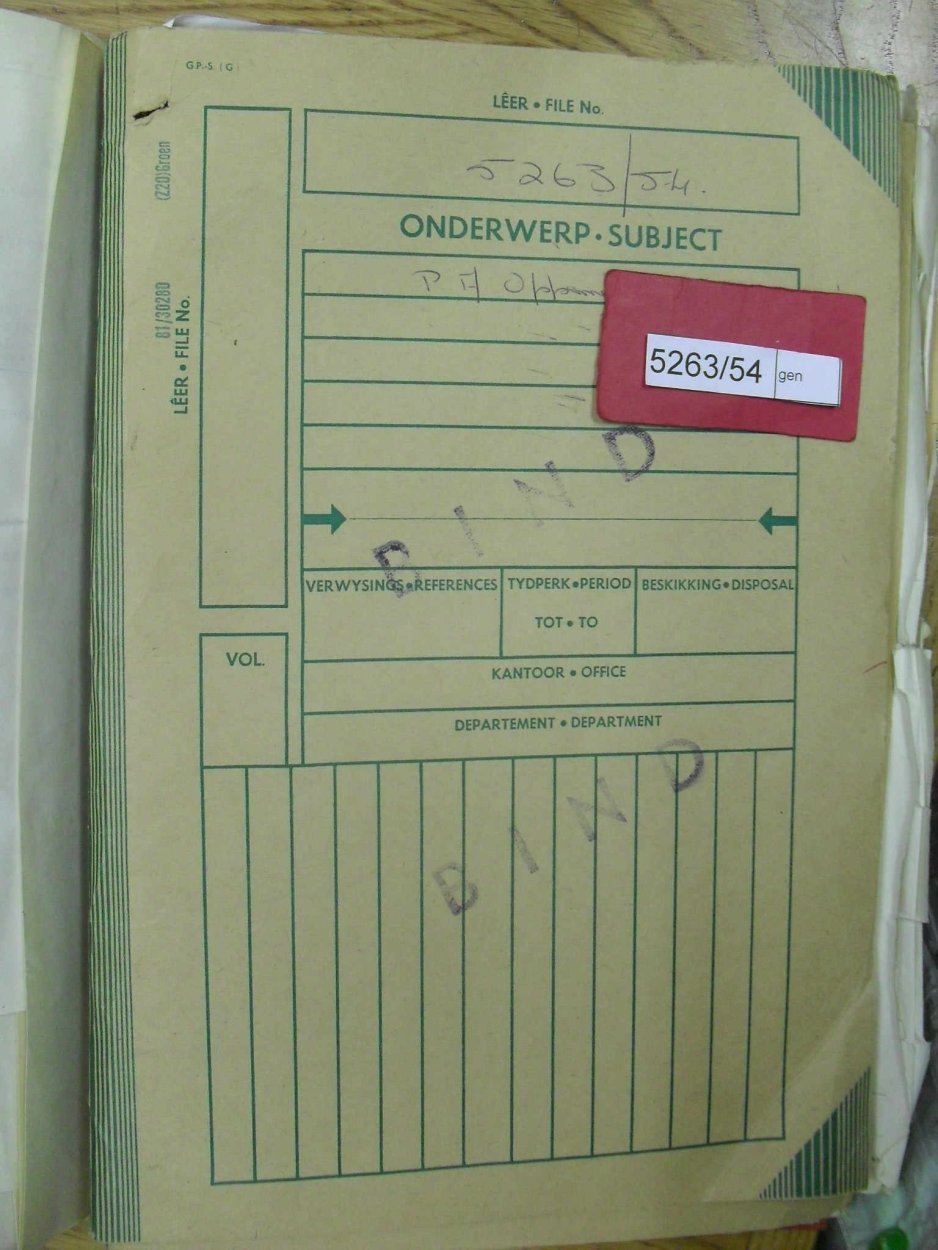 G.P.-S. (G)
LÊER • FILE No.
5263/54.
(220)Groen
81/30280
LÊER • FILE No.
ONDERWERP • SUBJECT
5263/54 gen
BIND
VERWYSINGS • REFERENCES
TYDPERK • PERIOD
TOT • TO
BESKIKKING • DISPOSAL
VOL.
KANTOOR • OFFICE
DEPARTEMENT • DEPARTMENT
BIND